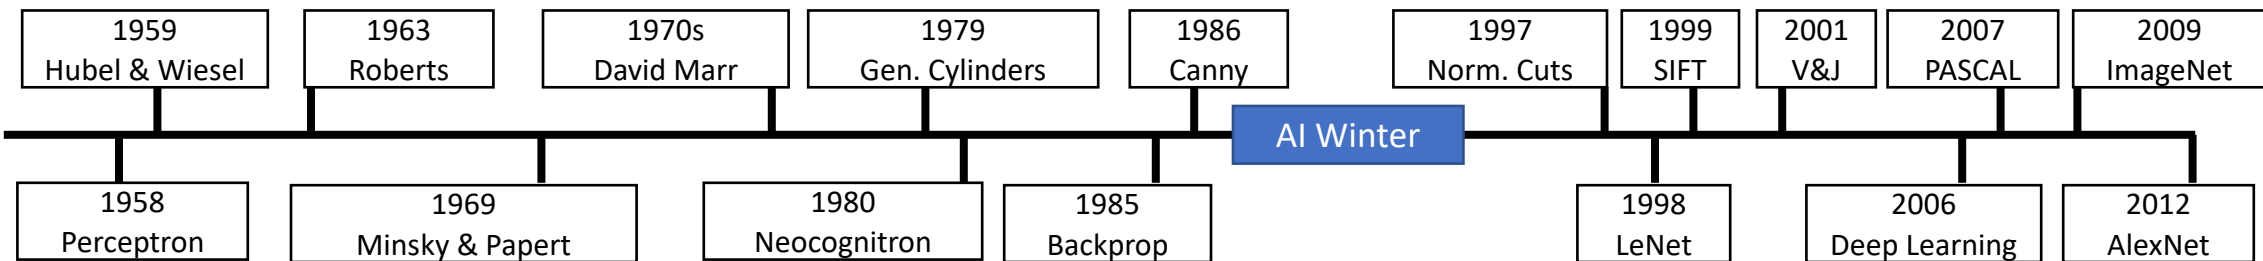 1959
Hubel & Wiesel
1963
Roberts
1970s
David Marr
1979
Gen. Cylinders
1986
Canny
1997
Norm. Cuts
1999
SIFT
2001
V&J
2007
PASCAL
2009
ImageNet
AI Winter
1958
Perceptron
1969
Minsky & Papert
1980
Neocognitron
1985
Backprop
1998
LeNet
2006
Deep Learning
2012
AlexNet